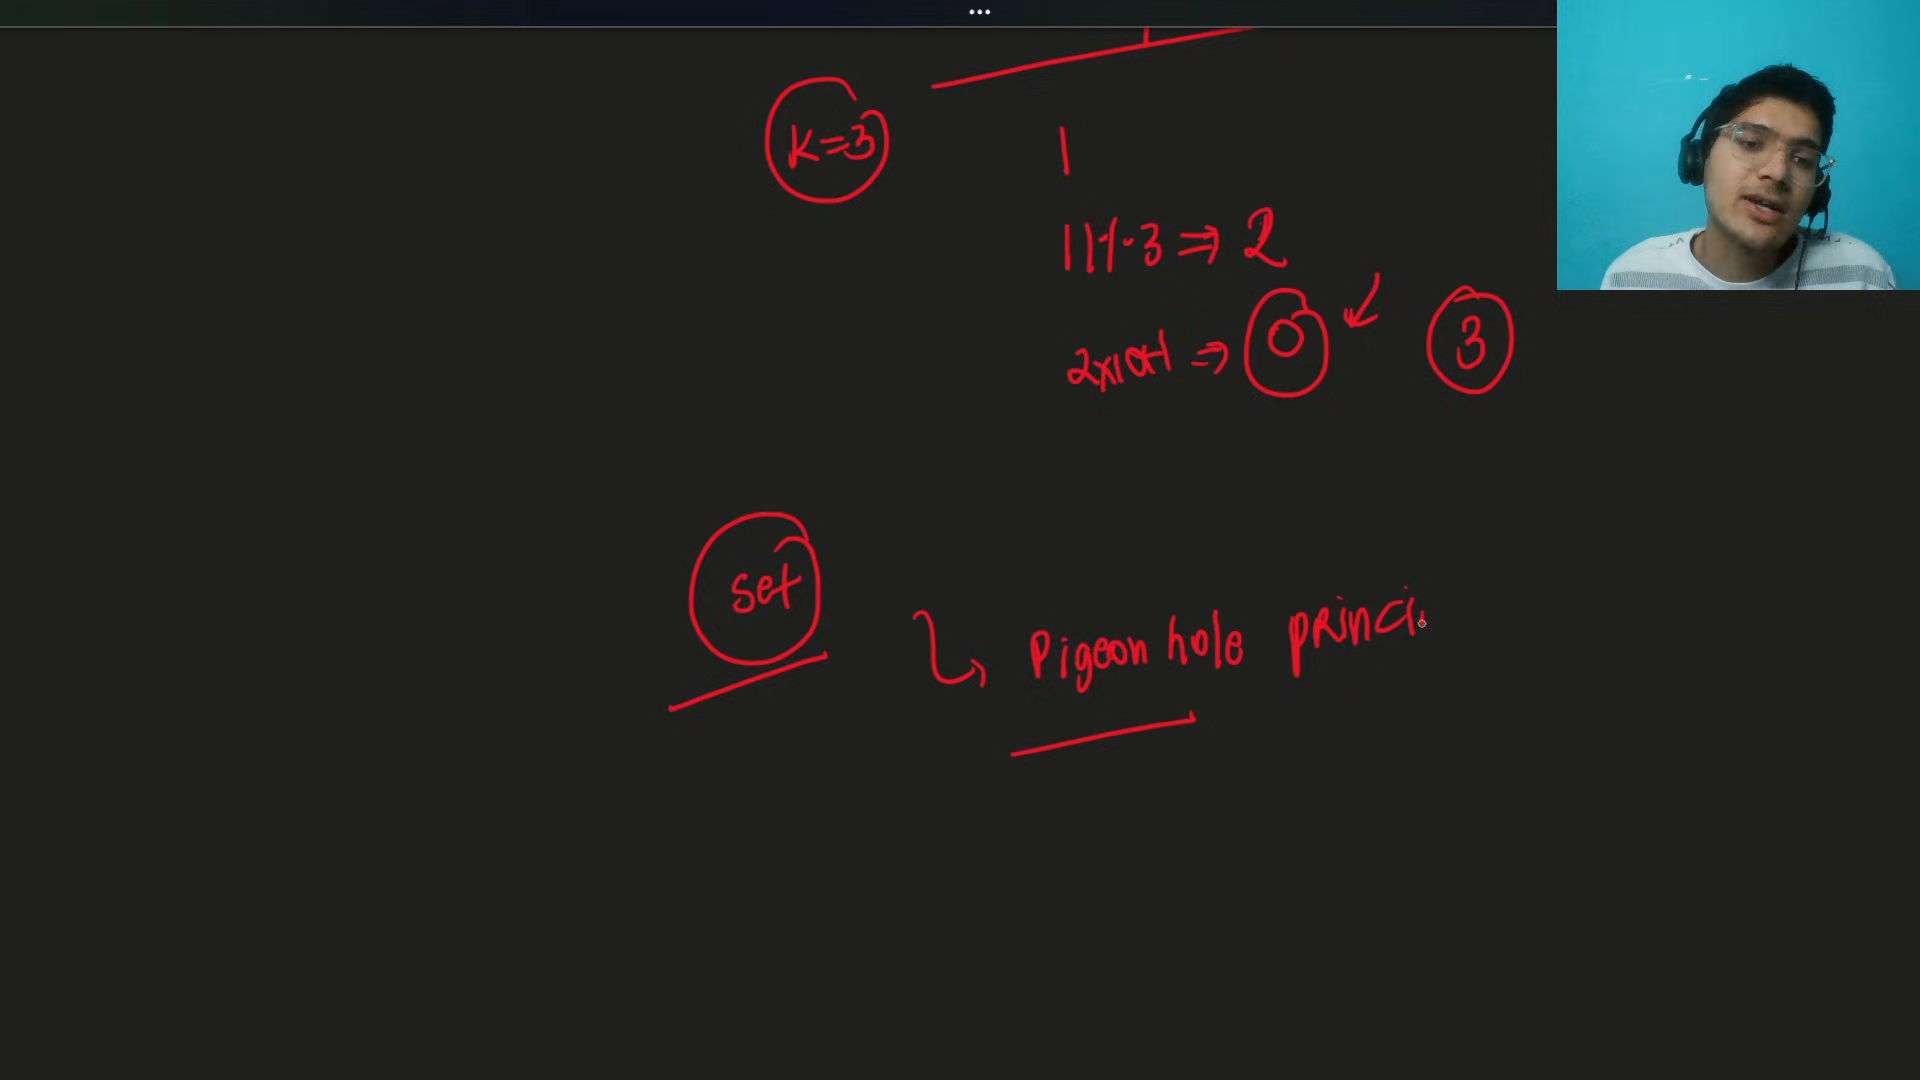 K=3
1
11%3 ⇒ 2
2x10+1 ⇒ 0
3
set
Pigeon hole princi